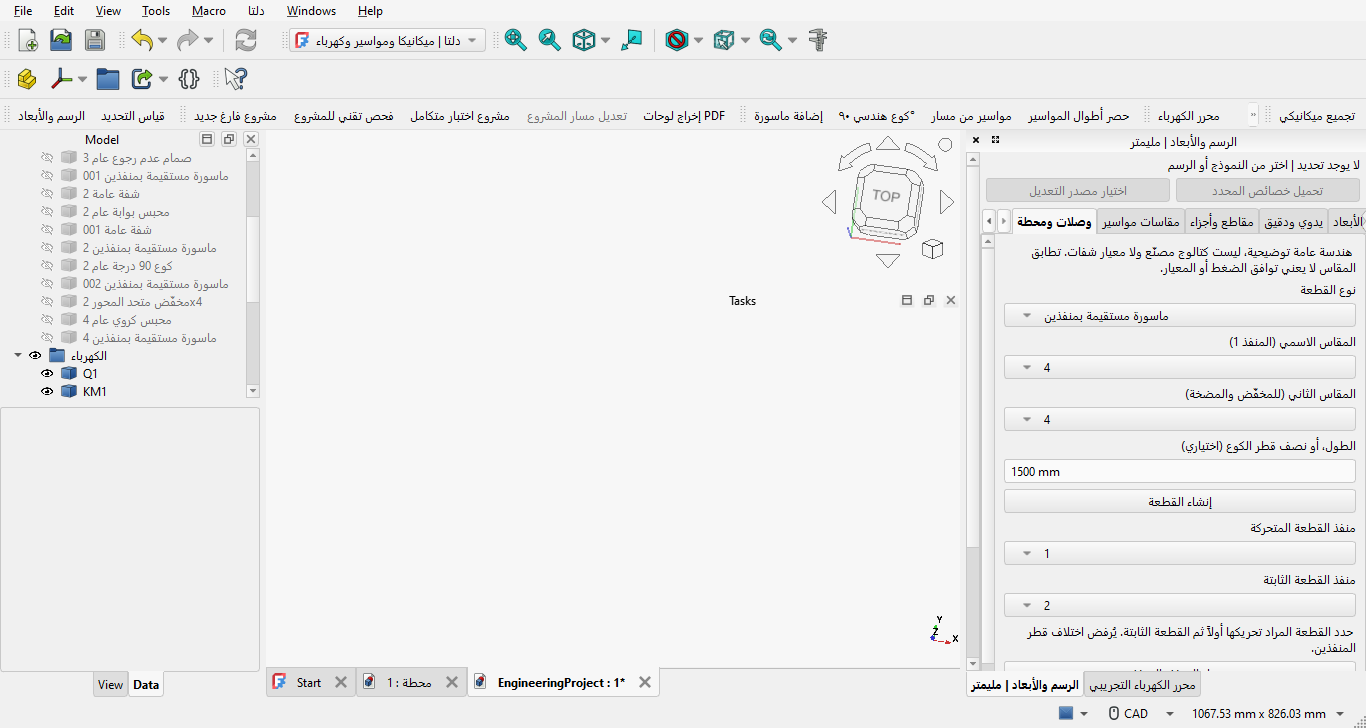 File Edit View Tools Macro دلتا Windows Help
دلتا | ميكانيكا ومواسير وكهرباء
الرسم والأبعاد قياس التحديد مشروع فارغ جديد فحص تقني للمشروع مشروع اختبار متكامل تعديل مسار المشروع PDF إخراج لوحات إضافة ماسورة كوع هندسي ٩٠° مواسير من مسار حصر أطوال المواسير محرر الكهرباء » تجميع ميكانيكي
Model
صمام عدم رجوع عام 3
ماسورة مستقيمة بمنفذين 001
شفة عامة 2
محبس بوابة عام 2
شفة عامة 001
ماسورة مستقيمة بمنفذين 2
كوع 90 درجة عام 2
ماسورة مستقيمة بمنفذين 002
مخفّض متحد المحور 2x4
محبس كروي عام 4
ماسورة مستقيمة بمنفذين 4
الكهرباء
Q1
KM1
View Data
TOP
Tasks
Y
Z
X
Start
محطة : 1
EngineeringProject : 1*
الرسم والأبعاد | مليمتر
لا يوجد تحديد | اختر من النموذج أو الرسم
تحميل خصائص المحدد
اختيار مصدر التعديل
الأبعاد يدوي ودقيق مقاطع وأجزاء مقاسات مواسير وصلات ومحطة
هندسة عامة توضيحية، ليست كتالوج مصنّع ولا معيار شفات. تطابق
المقاس لا يعني توافق الضغط أو المعيار.
نوع القطعة
ماسورة مستقيمة بمنفذين
المقاس الاسمي (المنفذ 1)
4
المقاس الثاني (للمخفّض والمضخة)
4
الطول، أو نصف قطر الكوع (اختياري)
1500 mm
إنشاء القطعة
منفذ القطعة المتحركة
1
منفذ القطعة الثابتة
2
حدد القطعة المراد تحريكها أولاً ثم القطعة الثابتة. يُرفض اختلاف قطر
المنفذين.
الرسم والأبعاد | مليمتر
محرر الكهرباء التجريبي
CAD
1067.53 mm x 826.03 mm